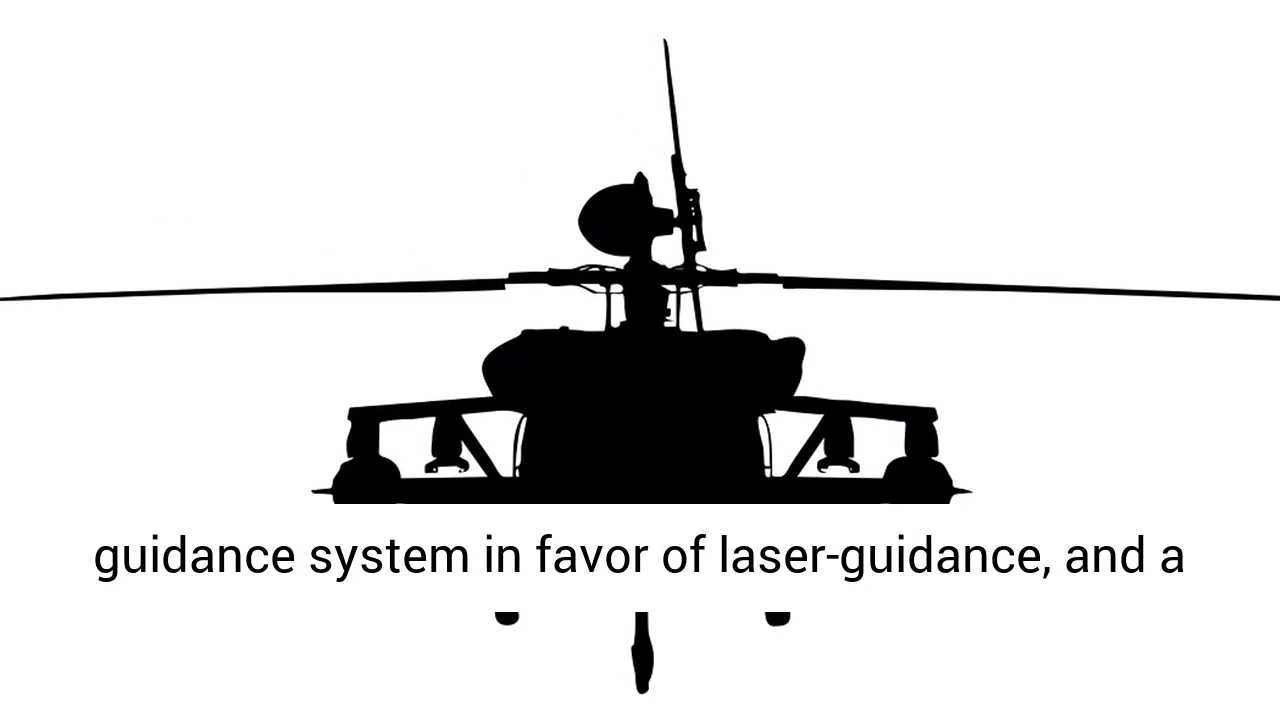 guidance system in favor of laser-guidance, and a